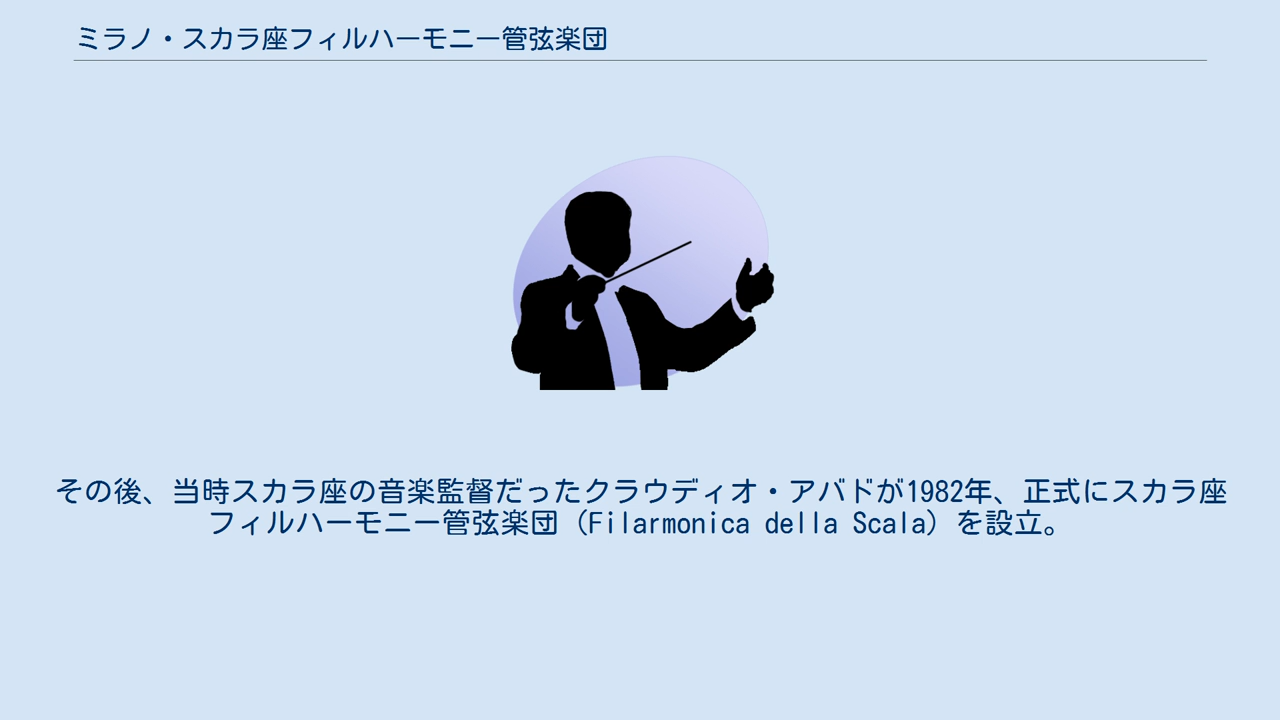 ミラノ・スカラ座フィルハーモニー管弦楽団
その後、当時スカラ座の音楽監督だったクラウディオ・アバドが1982年、正式にスカラ座
フィルハーモニー管弦楽団（Filarmonica della Scala）を設立。